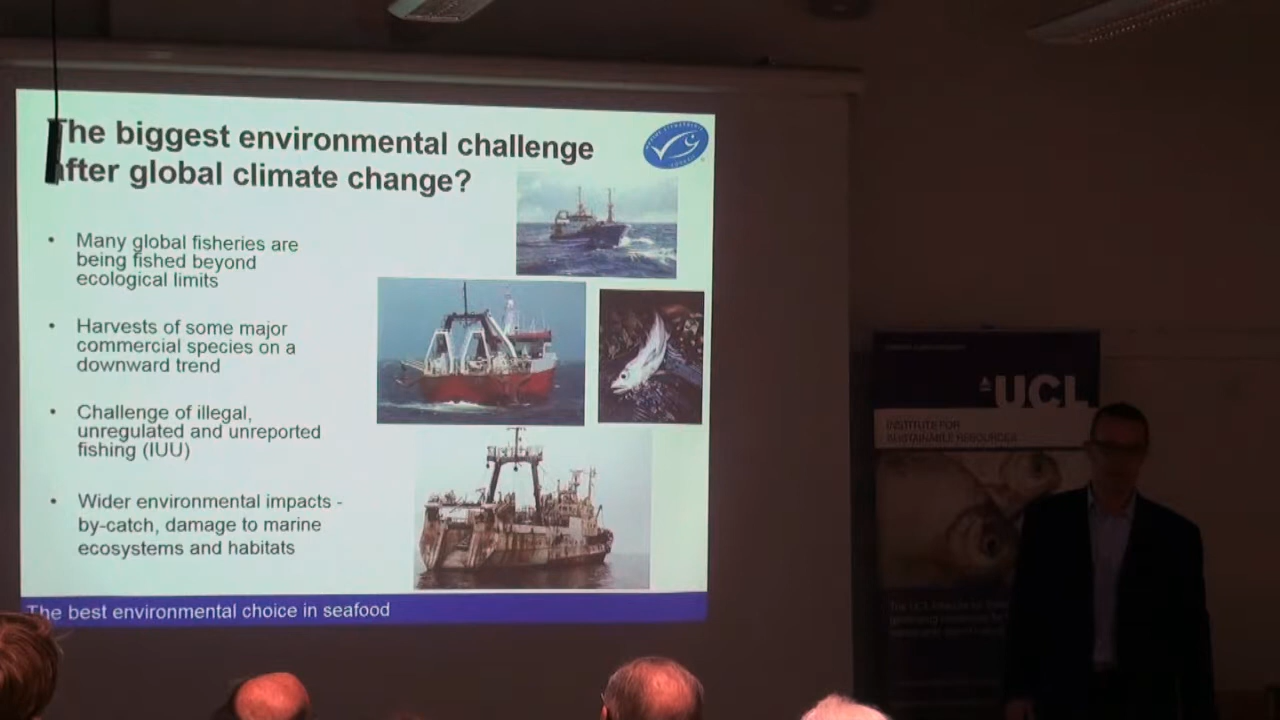 The biggest environmental challenge
after global climate change?
• Many global fisheries are
being fished beyond
ecological limits
• Harvests of some major
commercial species on a
downward trend
• Challenge of illegal,
unregulated and unreported
fishing (IUU)
• Wider environmental impacts -
by-catch, damage to marine
ecosystems and habitats
The best environmental choice in seafood
UCL
INSTITUTE FOR
SUSTAINABLE RESOURCES